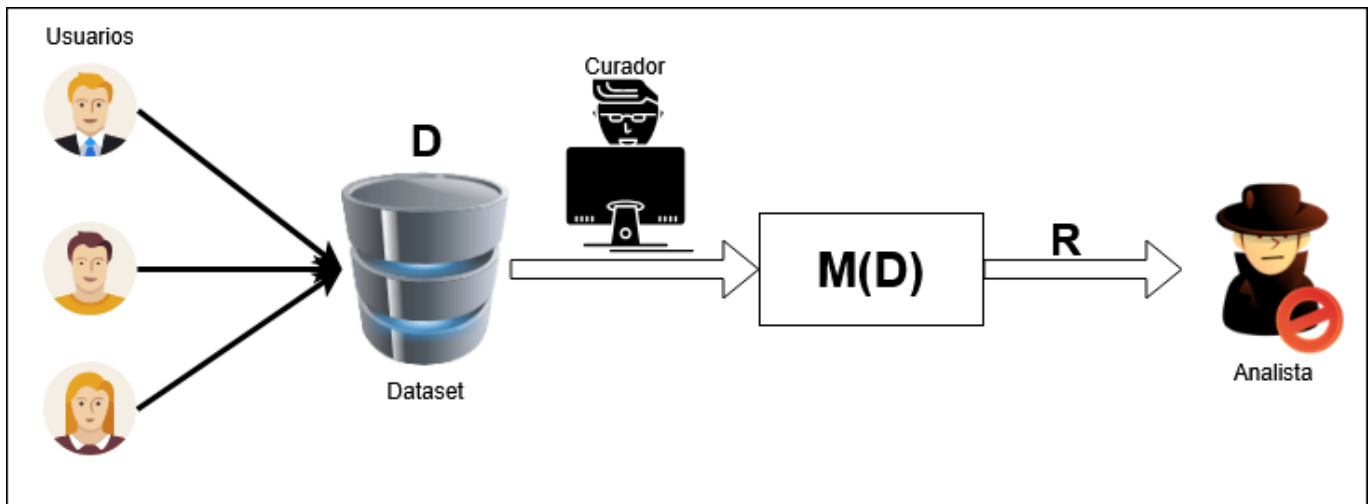 Usuarios
Curador
D
Dataset
M(D)
R
Analista